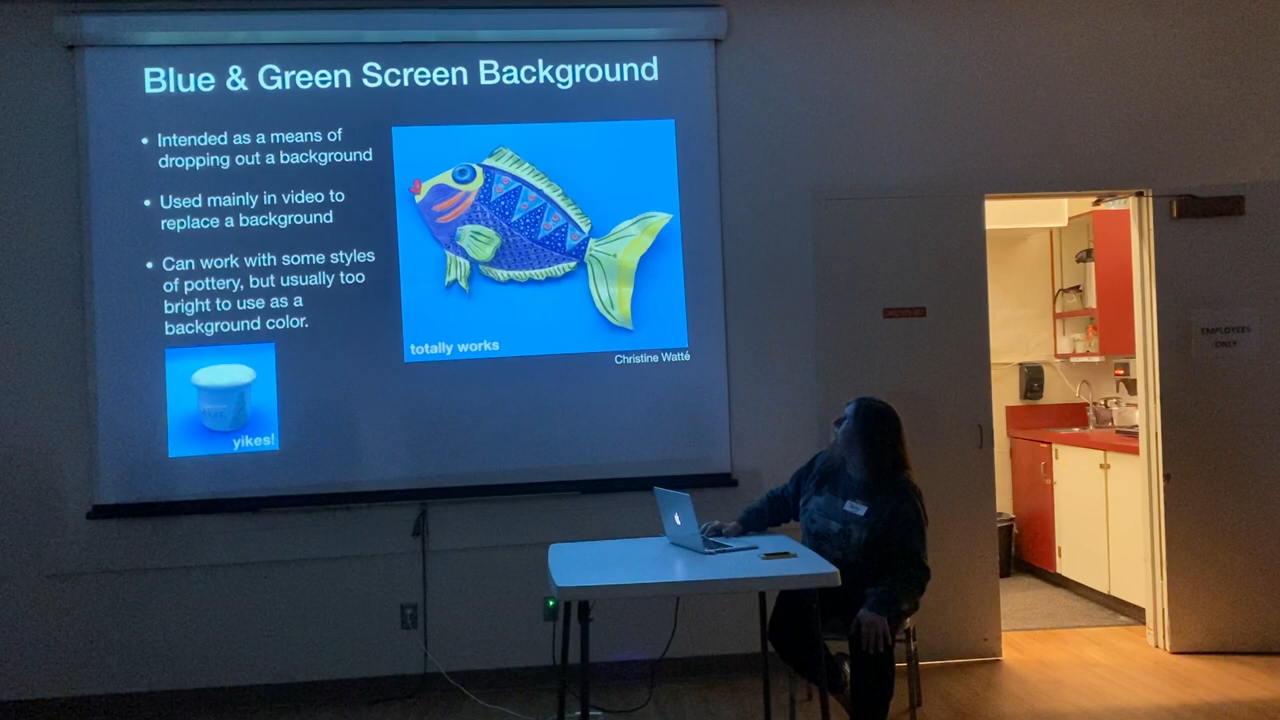 Blue & Green Screen Background
• Intended as a means of
dropping out a background
• Used mainly in video to
replace a background
• Can work with some styles
of pottery, but usually too
bright to use as a
background color.
totally works
Christine Watté
yikes!
EMPLOYEES
ONLY